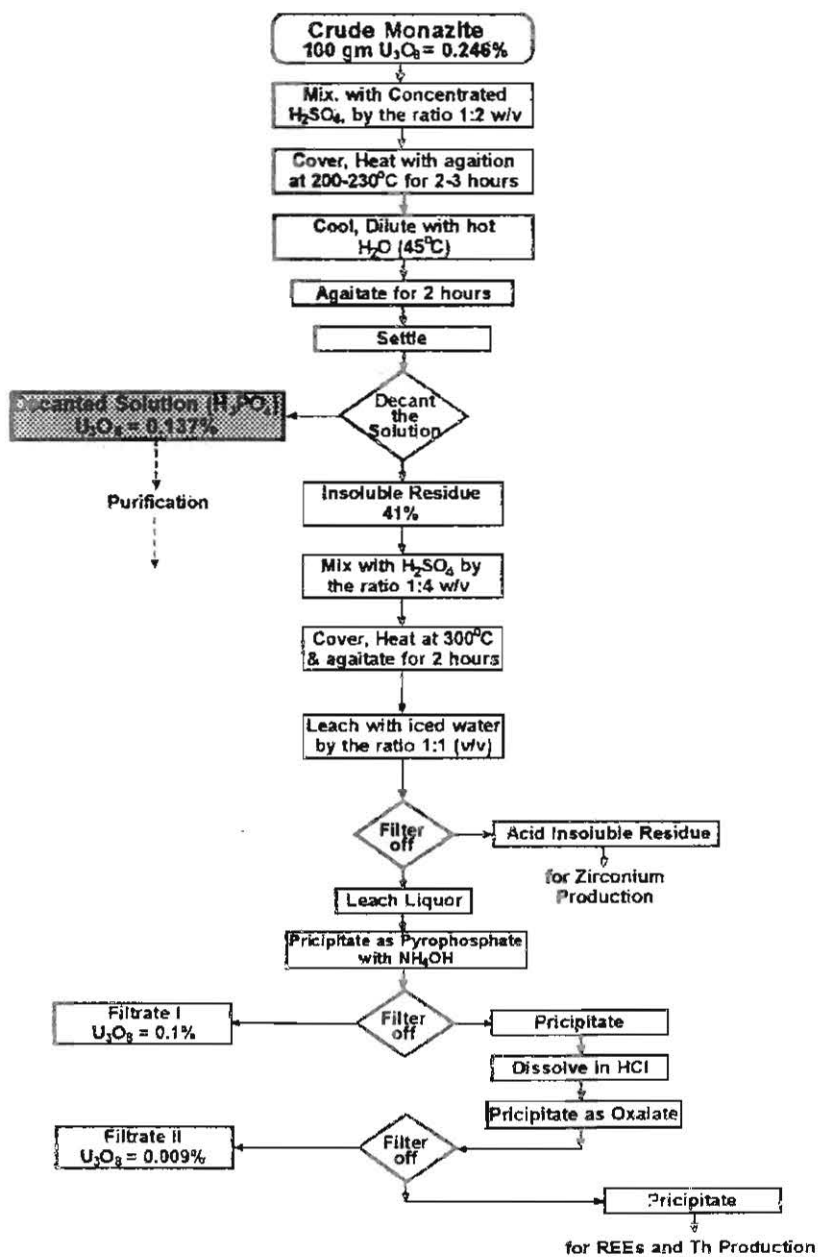 Crude Monazite
100 gm U₃O₈ = 0.246%
Mix. with Concentrated
H₂SO₄, by the ratio 1:2 w/v
Cover, Heat with agaition
at 200-230⁰C for 2-3 hours
Cool, Dilute with hot
H₂O (45⁰C)
Agaitate for 2 hours
Settle
Decant
the
Solution
Decanted Solution (H₃PO₄)
U₃O₈ = 0.137%
Purification
Insoluble Residue
41%
Mix with H₂SO₄ by
the ratio 1:4 w/v
Cover, Heat at 300⁰C
& agaitate for 2 hours
Leach with iced water
by the ratio 1:1 (v/v)
Filter
off
Acid Insoluble Residue
for Zirconium
Production
Leach Liquor
Pricipitate as Pyrophosphate
with NH₄OH
Filter
off
Filtrate I
U₃O₈ = 0.1%
Pricipitate
Dissolve in HCl
Pricipitate as Oxalate
Filter
off
Filtrate II
U₃O₈ = 0.009%
Pricipitate
for REEs and Th Production